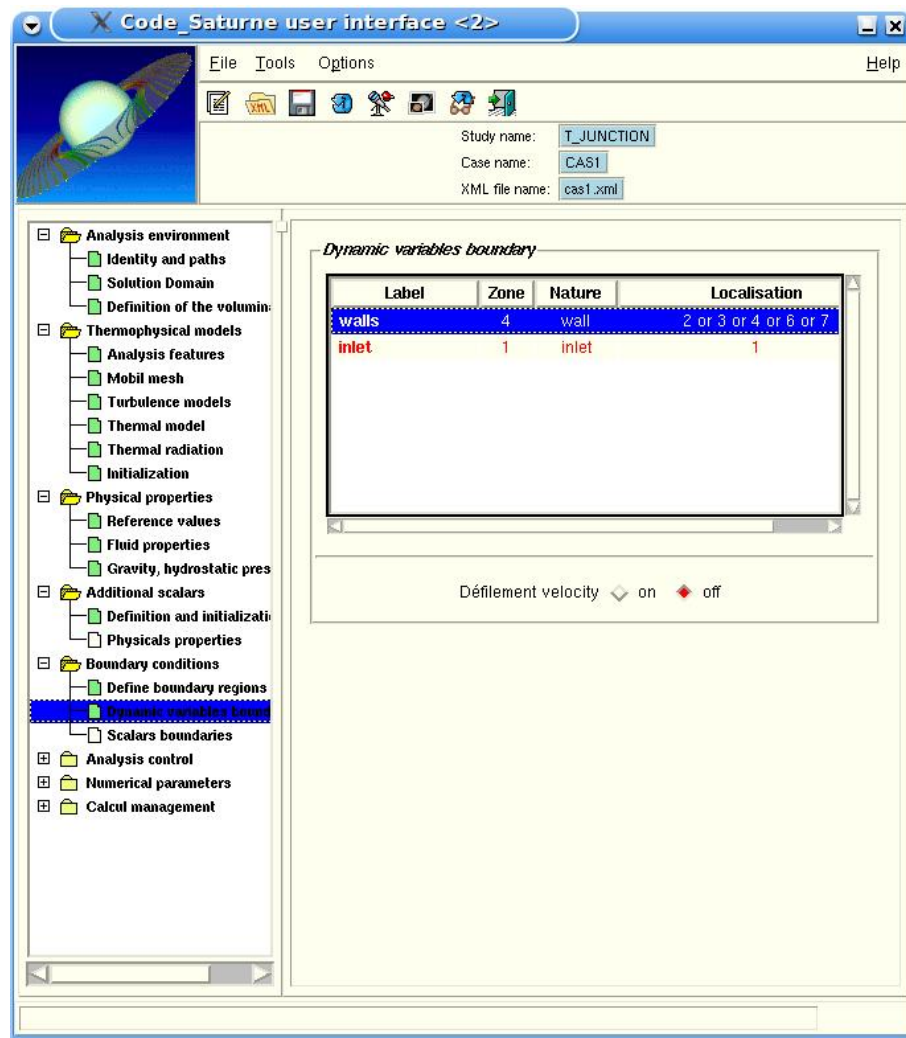 Code_Saturne user interface <2>
File Tools Options Help
Study name: T_JUNCTION
Case name: CAS1
XML file name: cas1.xml
Analysis environment
Identity and paths
Solution Domain
Definition of the volumin
Thermophysical models
Analysis features
Mobil mesh
Turbulence models
Thermal model
Thermal radiation
Initialization
Physical properties
Reference values
Fluid properties
Gravity, hydrostatic pres
Additional scalars
Definition and initializati
Physicals properties
Boundary conditions
Define boundary regions
Dynamic variables bound
Scalars boundaries
Analysis control
Numerical parameters
Calcul management
Dynamic variables boundary
Label Zone Nature Localisation
walls 4 wall 2 or 3 or 4 or 6 or 7
inlet 1 inlet 1
Défilement velocity on off